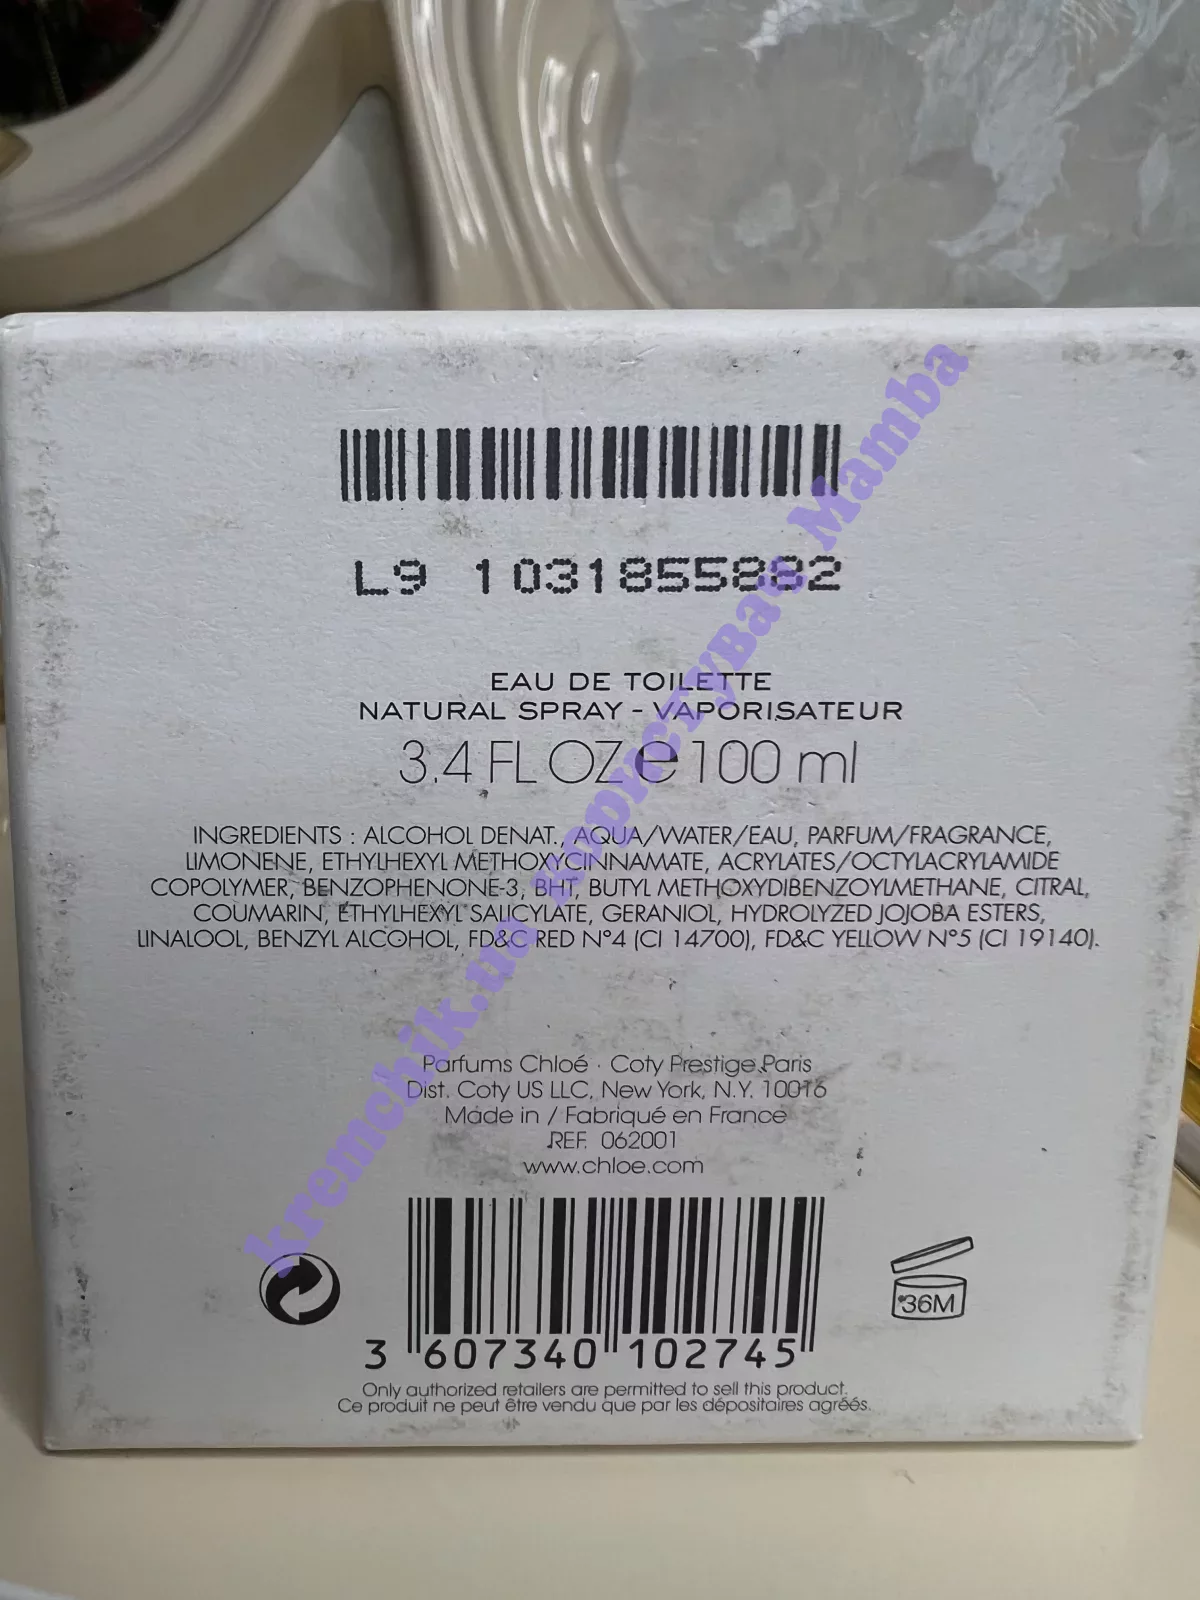 L9 1 031855882
EAU DE TOILETTE
NATURAL SPRAY - VAPORISATEUR
3.4 FL OZ e 100 ml
INGREDIENTS : ALCOHOL DENAT., AQUA/WATER/EAU, PARFUM/FRAGRANCE,
LIMONENE, ETHYLHEXYL METHOXYCINNAMATE, ACRYLATES/OCTYLACRYLAMIDE
COPOLYMER, BENZOPHENONE-3, BHT, BUTYL METHOXYDIBENZOYLMETHANE, CITRAL,
COUMARIN, ETHYLHEXYL SALICYLATE, GERANIOL, HYDROLYZED JOJOBA ESTERS,
LINALOOL, BENZYL ALCOHOL, FD&C RED N°4 (CI 14700), FD&C YELLOW N°5 (CI 19140).
Parfums Chloé · Coty Prestige Paris
Dist. Coty US LLC, New York, N.Y. 10016
Made in / Fabriqué en France
REF. 062001
www.chloe.com
36M
3 607340 102745
Only authorized retailers are permitted to sell this product.
Ce produit ne peut être vendu que par les dépositaires agréés.
kremchik.ua користувач Mamba